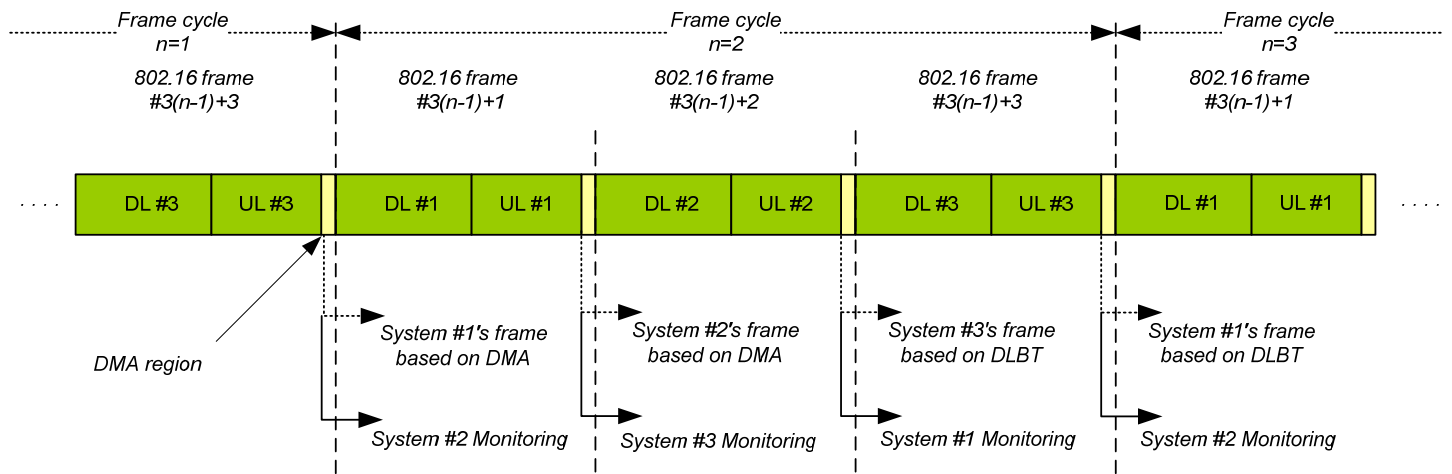 Frame cycle
n=1
Frame cycle
n=2
Frame cycle
n=3
802.16 frame
#3(n-1)+3
802.16 frame
#3(n-1)+1
802.16 frame
#3(n-1)+2
802.16 frame
#3(n-1)+3
802.16 frame
#3(n-1)+1
. . . .
DL #3
UL #3
DL #1
UL #1
DL #2
UL #2
DL #3
UL #3
DL #1
UL #1
. . . .
DMA region
System #1's frame
based on DMA
System #2's frame
based on DMA
System #3's frame
based on DLBT
System #1's frame
based on DLBT
System #2 Monitoring
System #3 Monitoring
System #1 Monitoring
System #2 Monitoring